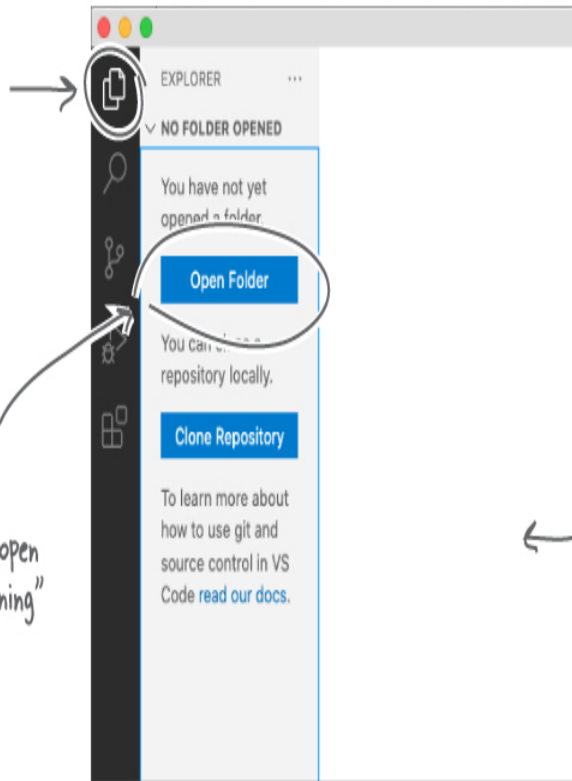 EXPLORER ...
NO FOLDER OPENED
You have not yet
opened a folder.
Open Folder
You can clone a
repository locally.
Clone Repository
To learn more about
how to use git and
source control in VS
Code read our docs.
open
ning”